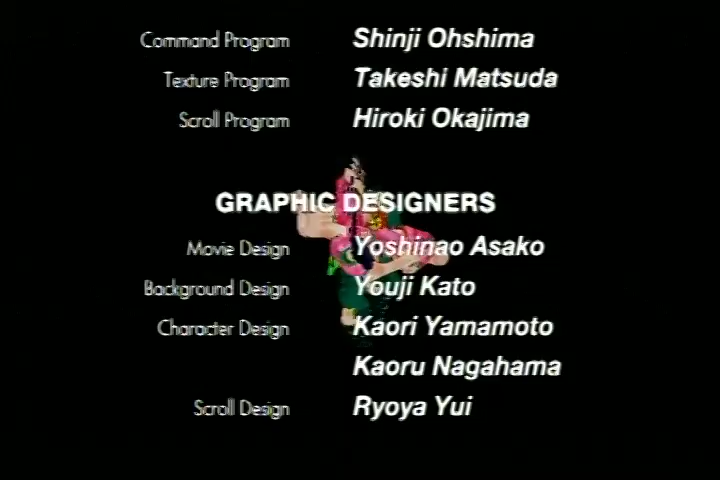 Command Program Shinji Ohshima
Texture Program Takeshi Matsuda
Scroll Program Hiroki Okajima
GRAPHIC DESIGNERS
Movie Design Yoshinao Asako
Background Design Youji Kato
Character Design Kaori Yamamoto
Kaoru Nagahama
Scroll Design Ryoya Yui